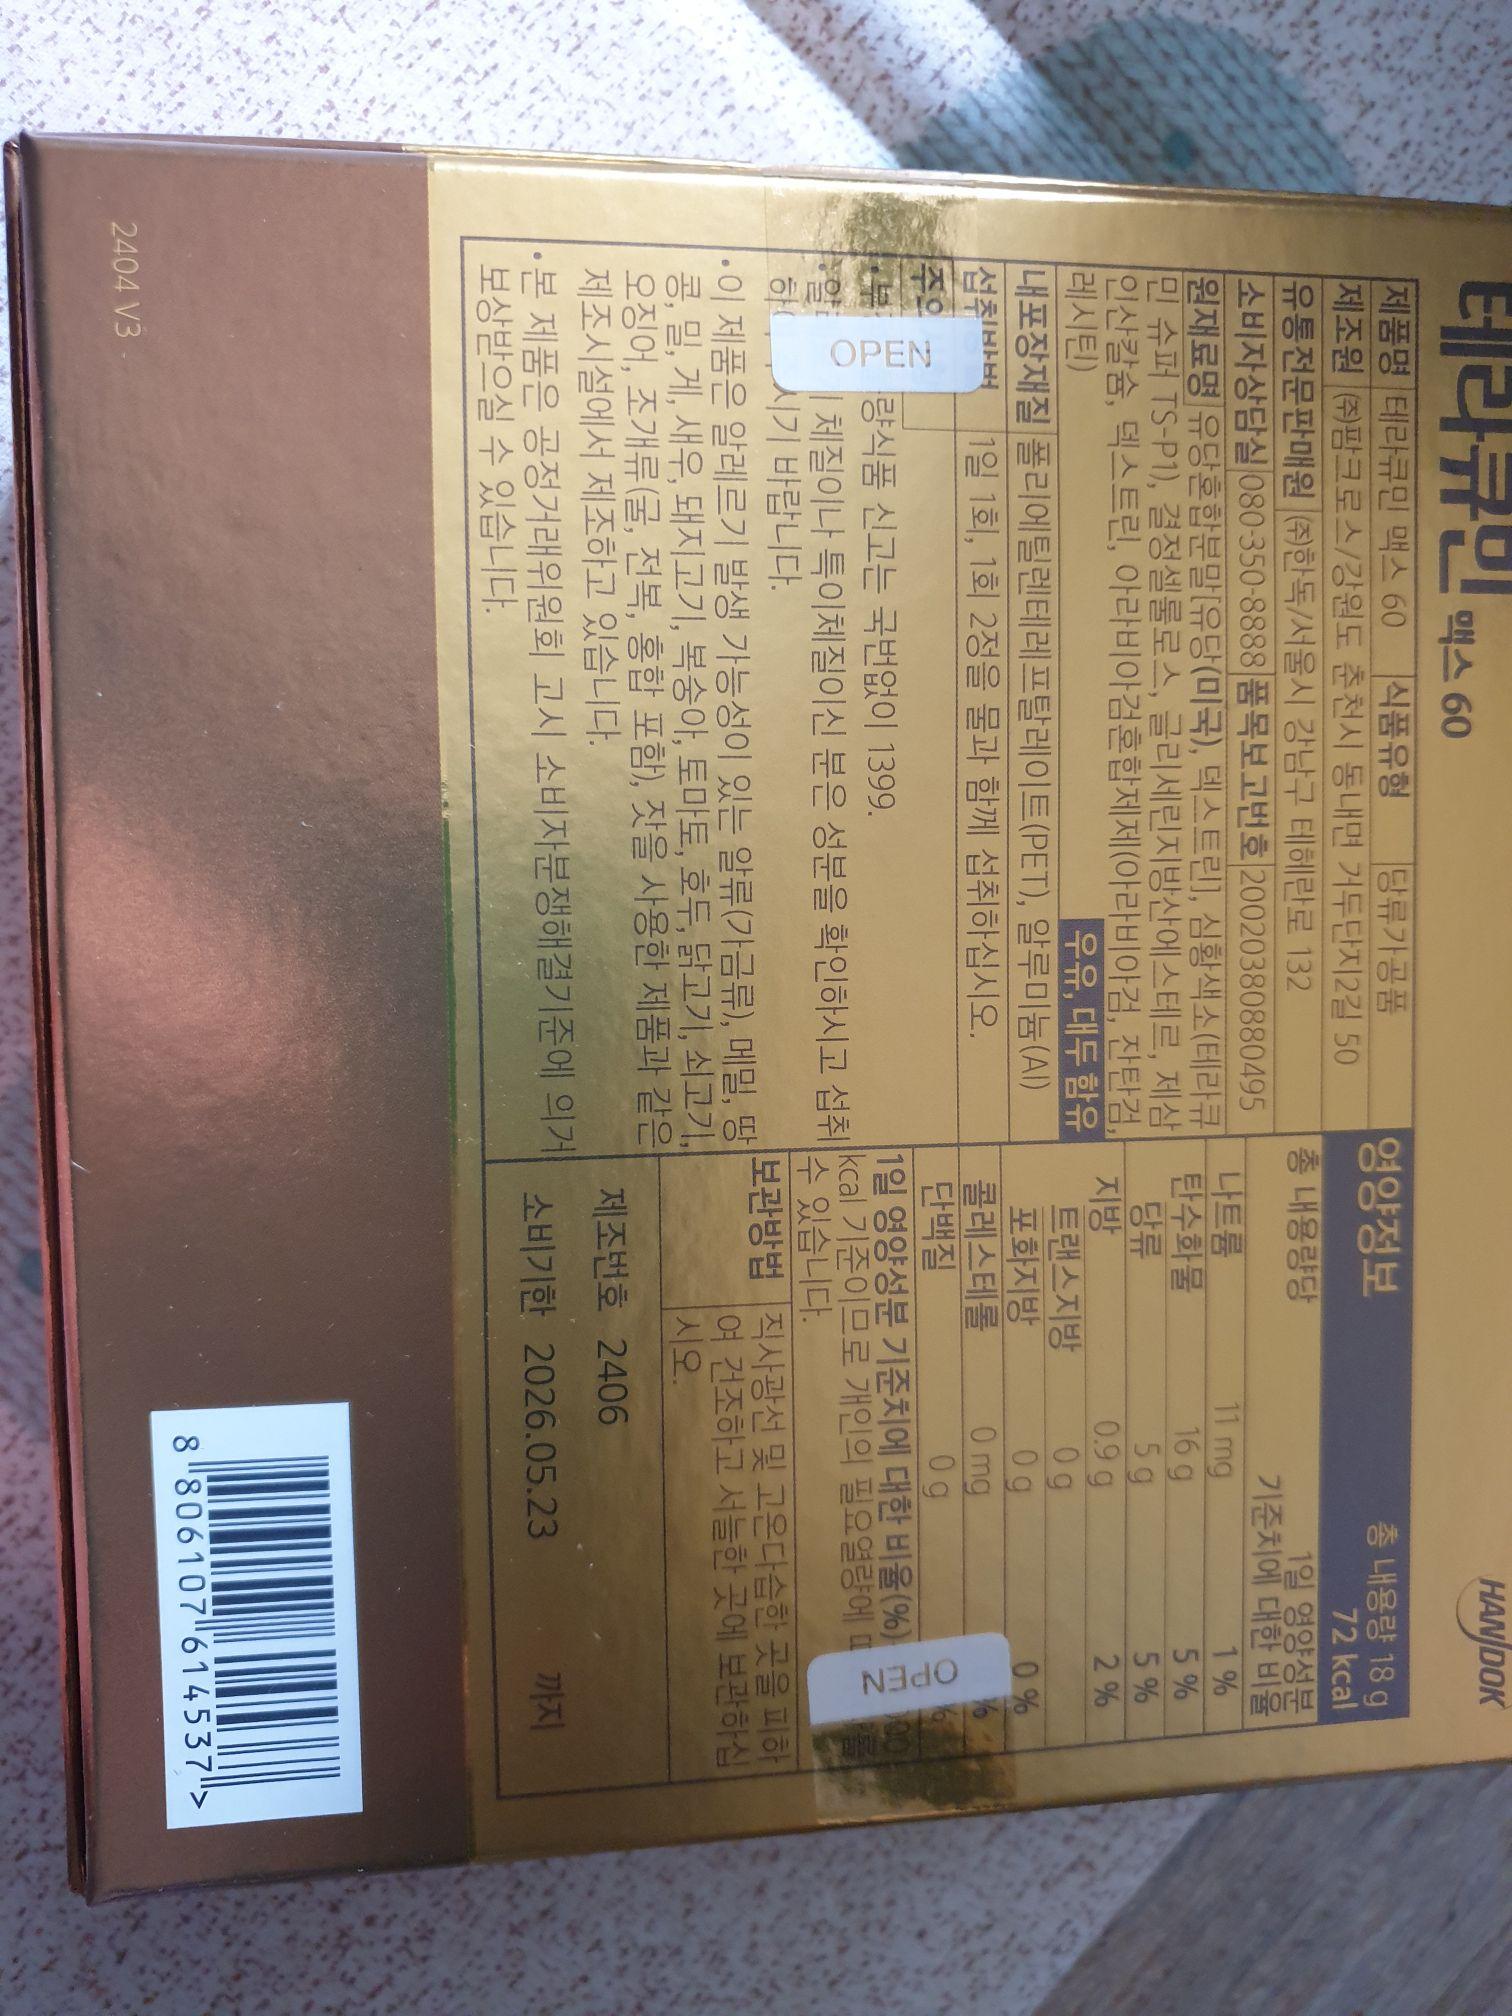 테라큐민 맥스 60
HANDOK
제품명 테라큐민 맥스 60 식품유형 당류가공품
제조원 (주)팜크로스/강원도 춘천시 동내면 거두단지2길 50
유통전문판매원 (주)한독/서울시 강남구 테헤란로 132
소비자상담실 080-350-8888 품목보고번호 20020380880495
원재료명 유당혼합분말[유당(미국), 덱스트린], 심황색소(테라큐
민 수퍼 TS-P1), 결정셀룰로스, 글리세린지방산에스테르, 제삼
인산칼슘, 덱스트린, 아라비아검혼합제제(아라비아검, 잔탄검,
레시틴)
우유, 대두 함유
내포장재질 폴리에틸렌테레프탈레이트(PET), 알루미늄(Al)
섭취방법 1일 1회, 1회 2정을 물과 함께 섭취하십시오.
OPEN
량식품 신고는 국번없이 1399.
체질이나 특이체질이신 분은 성분을 확인하시고 섭취
시기 바랍니다.
• 이 제품은 알레르기 발생 가능성이 있는 알류(가금류), 메밀, 땅
콩, 밀, 게, 새우, 돼지고기, 복숭아, 토마토, 호두, 닭고기, 쇠고기,
오징어, 조개류(굴, 전복, 홍합 포함), 잣을 사용한 제품과 같은
제조시설에서 제조하고 있습니다.
• 본 제품은 공정거래위원회 고시 소비자분쟁해결기준에 의거
보상받으실 수 있습니다.
영양정보 총 내용량 18 g
72 kcal
총 내용량당 1일 영양성분
기준치에 대한 비율
나트륨 11 mg 1 %
탄수화물 16 g 5 %
당류 5 g 5 %
지방 0.9 g 2 %
트랜스지방 0 g
포화지방 0 g 0 %
콜레스테롤 0 mg %
단백질 0 g %
1일 영양성분 기준치에 대한 비율(%)
kcal 기준이므로 개인의 필요열량에
수 있습니다.
OPEN
보관방법 직사광선 및 고온다습한 곳을 피하
여 건조하고 서늘한 곳에 보관하십
시오.
제조번호 2406
소비기한 2026.05.23 까지
2404 V3
8 806107 614537 >